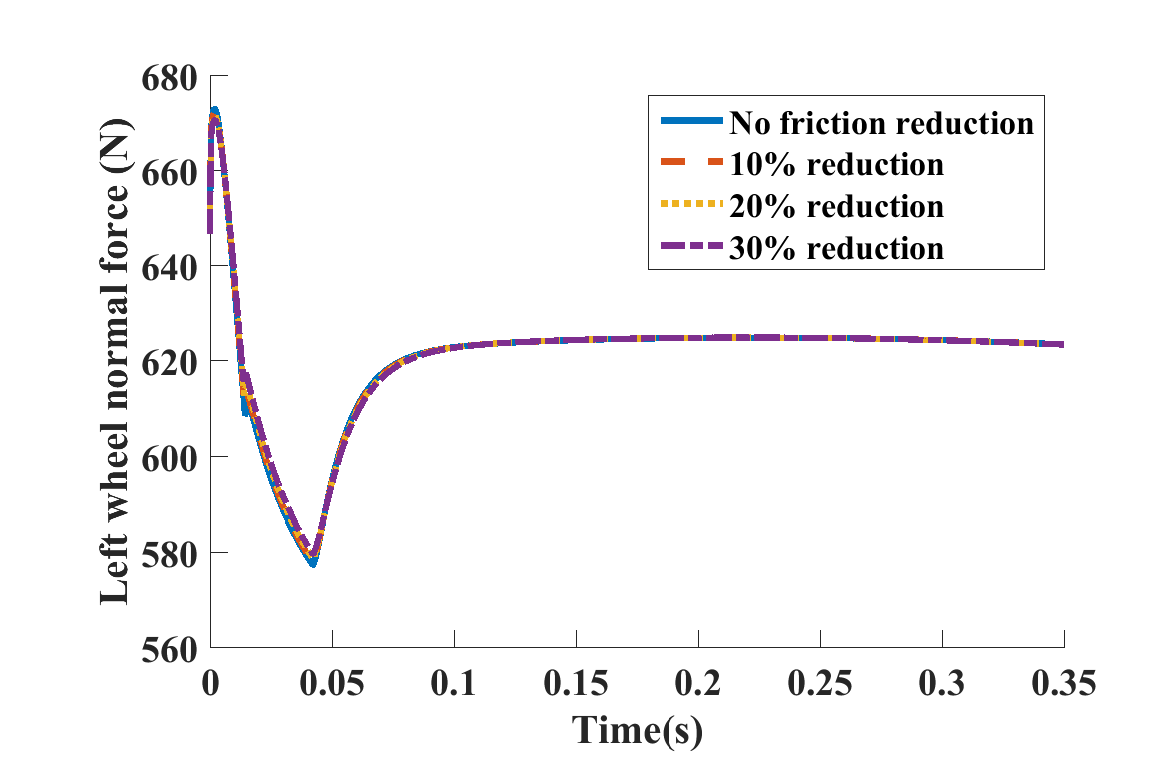 680
660
640
620
600
580
560
Left wheel normal force (N)
No friction reduction
10% reduction
20% reduction
30% reduction
0 0.05 0.1 0.15 0.2 0.25 0.3 0.35
Time(s)